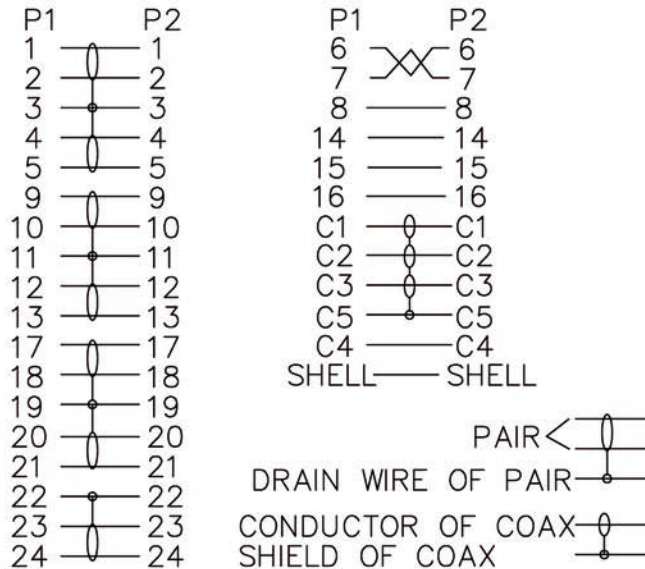 P1 P2
1 1
2 2
3 3
4 4
5 5
9 9
10 10
11 11
12 12
13 13
17 17
18 18
19 19
20 20
21 21
22 22
23 23
24 24
P1 P2
6 6
7 7
8 8
14 14
15 15
16 16
C1 C1
C2 C2
C3 C3
C5 C5
C4 C4
SHELL SHELL
PAIR
DRAIN WIRE OF PAIR
CONDUCTOR OF COAX
SHIELD OF COAX